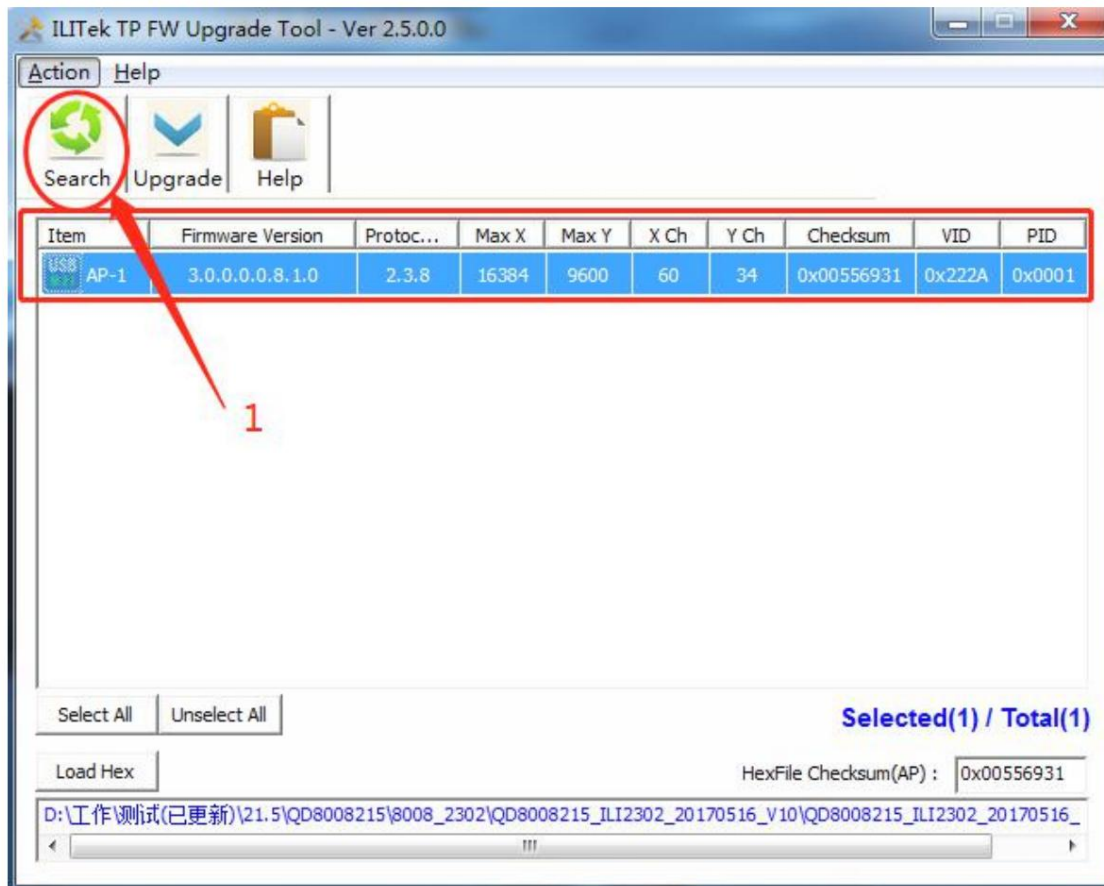 ILITek TP FW Upgrade Tool - Ver 2.5.0.0
Action Help
Search Upgrade Help
Item Firmware Version Protoc... Max X Max Y X Ch Y Ch Checksum VID PID
USB AP-1 3.0.0.0.0.8.1.0 2.3.8 16384 9600 60 34 0x00556931 0x222A 0x0001
1
Select All Unselect All Selected(1) / Total(1)
Load Hex HexFile Checksum(AP) : 0x00556931
D:\工作\测试(已更新)\21.5\QD8008215\8008_2302\QD8008215_ILI2302_20170516_V10\QD8008215_ILI2302_20170516_